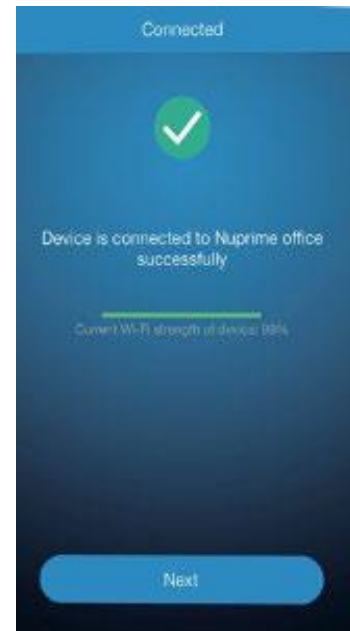 Connected
Device is connected to Nuprime office
successfully
Current Wi-Fi strength of device: 98%
Next